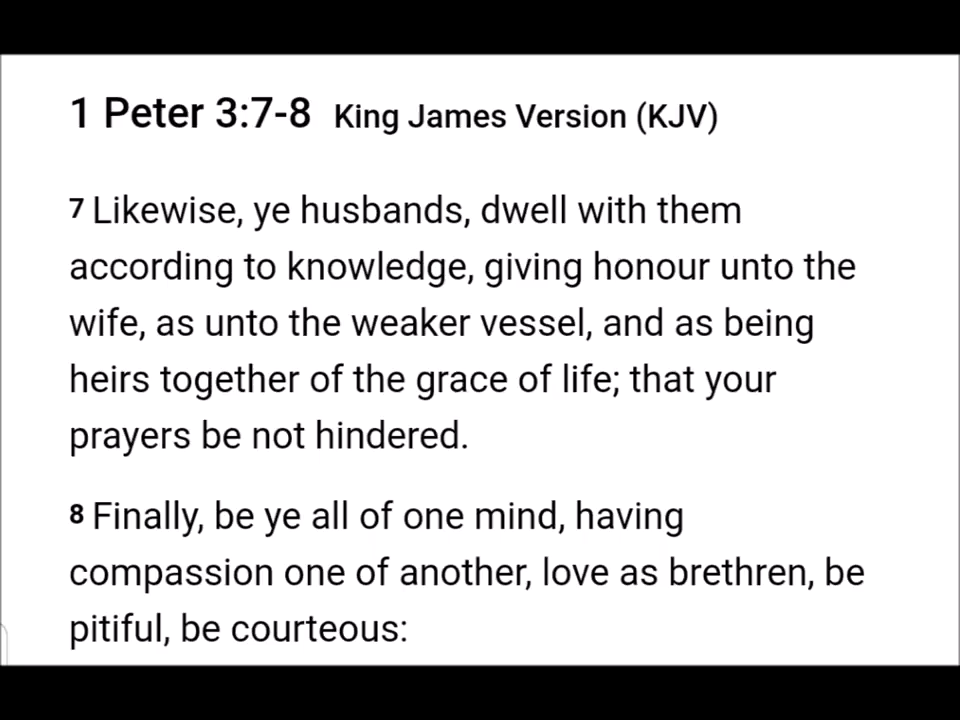 1 Peter 3:7-8 King James Version (KJV)
7 Likewise, ye husbands, dwell with them
according to knowledge, giving honour unto the
wife, as unto the weaker vessel, and as being
heirs together of the grace of life; that your
prayers be not hindered.
8 Finally, be ye all of one mind, having
compassion one of another, love as brethren, be
pitiful, be courteous: